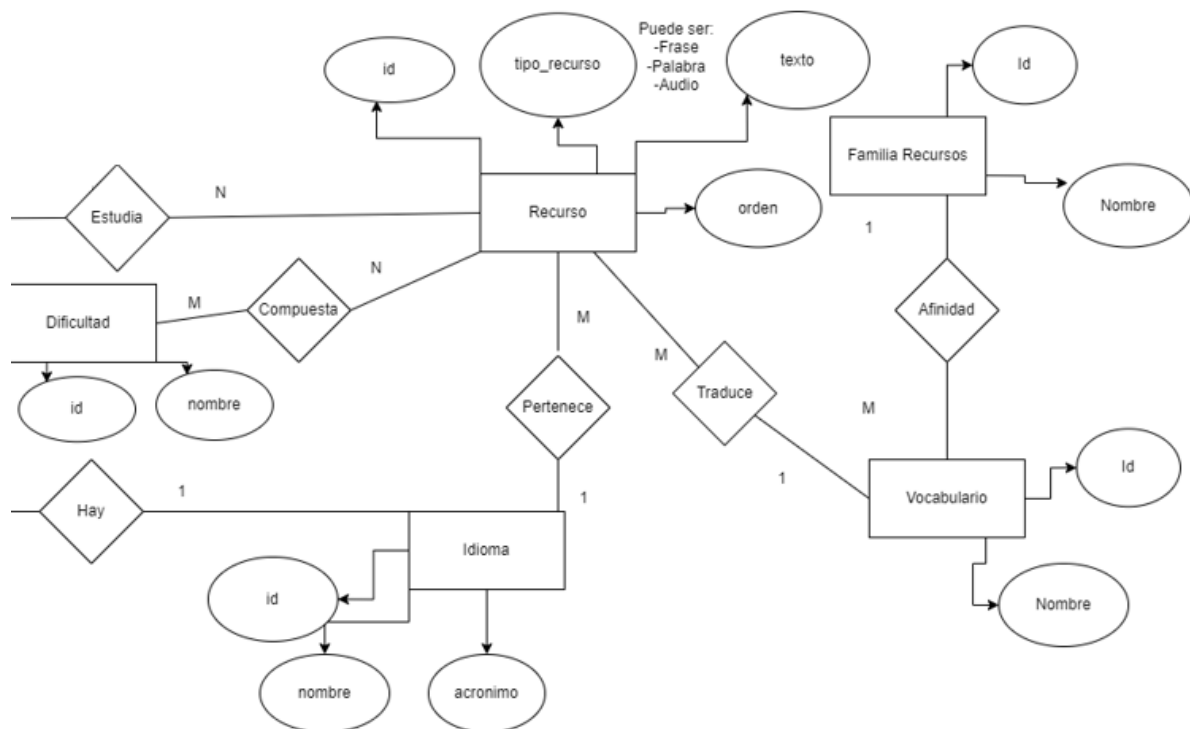 Puede ser:
-Frase
-Palabra
-Audio
id
tipo_recurso
texto
Id
Familia Recursos
Nombre
Estudia
N
Recurso
orden
1
N
Compuesta
M
Dificultad
M
Afinidad
M
Traduce
id
nombre
Pertenece
M
Id
1
1
1
Vocabulario
Hay
Idioma
id
Nombre
nombre
acronimo